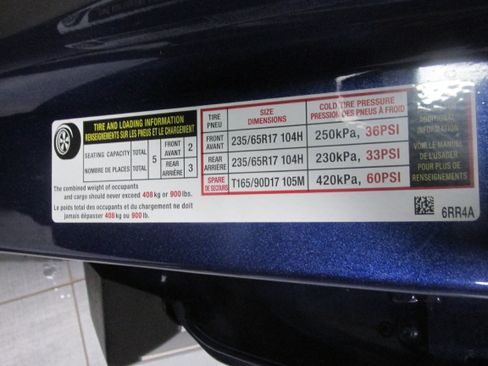 TIRE AND LOADING INFORMATION
RENSEIGNEMENTS SUR LES PNEUS ET LE CHARGEMENT
SEATING CAPACITY TOTAL 5 FRONT AVANT 2
NOMBRE DE PLACES TOTAL REAR ARRIÈRE 3
The combined weight of occupants
and cargo should never exceed 408 kg or 900 lbs.
Le poids total des occupants et du chargement ne doit
jamais dépasser 408 kg ou 900 lb.
TIRE PNEU SIZE DIMENSIONS COLD TIRE PRESSURE PRESSION DES PNEUS À FROID
FRONT AVANT 235/65R17 104H 250kPa, 36PSI
REAR ARRIÈRE 235/65R17 104H 230kPa, 33PSI
SPARE DE SECOURS T165/90D17 105M 420kPa, 60PSI
ADDITIONAL
INFORMATION
VOIR LE MANUEL
DE L'USAGER
POUR PLUS DE
RENSEIGNEMENTS
6RR4A